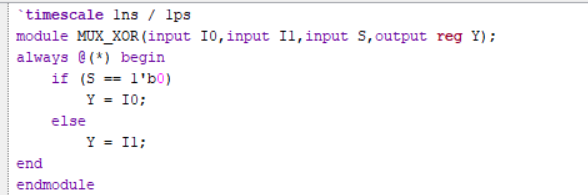 `timescale 1ns / 1ps
module MUX_XOR(input I0,input I1,input S,output reg Y);
always @(*) begin
    if (S == 1'b0)
        Y = I0;
    else
        Y = I1;
end
endmodule